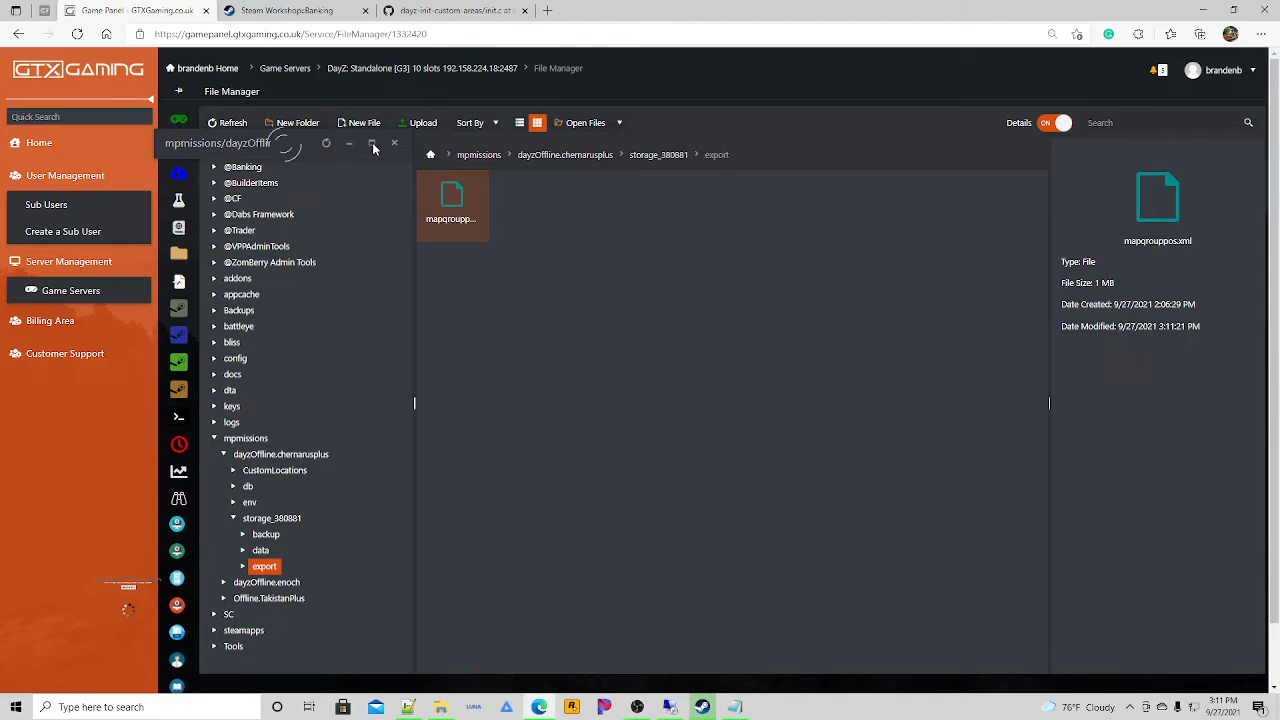 Game Panel - GTXGaming.co.uk
Steam Workshop::Banking
areas/init.c at custom-areas
https://gamepanel.gtxgaming.co.uk/Service/FileManager/1332420
GTXGAMING
brandenb Home
Game Servers
DayZ: Standalone [G3] 10 slots 192.158.224.18:2487
File Manager
5
brandenb
File Manager
Quick Search
Refresh
New Folder
New File
Upload
Sort By
Open Files
Details
ON
Search
Home
User Management
Sub Users
Create a Sub User
Server Management
Game Servers
Billing Area
Customer Support
mpmissions/dayzOffli
mpmissions
dayzOffline.chernarusplus
storage_380881
export
@Banking
@BuilderItems
@CF
@Dabs Framework
@Trader
@VPPAdminTools
@ZomBerry Admin Tools
addons
appcache
Backups
battleye
bliss
config
docs
dta
keys
logs
mpmissions
dayzOffline.chernarusplus
CustomLocations
db
env
storage_380881
backup
data
export
dayzOffline.enoch
Offline.TakistanPlus
SC
steamapps
Tools
mapgroupp...
mapgrouppos.xml
Type: File
File Size: 1 MB
Date Created: 9/27/2021 2:06:29 PM
Date Modified: 9/27/2021 3:11:21 PM
Type here to search
LUNA
76°F Cloudy
3:11 PM
9/27/2021